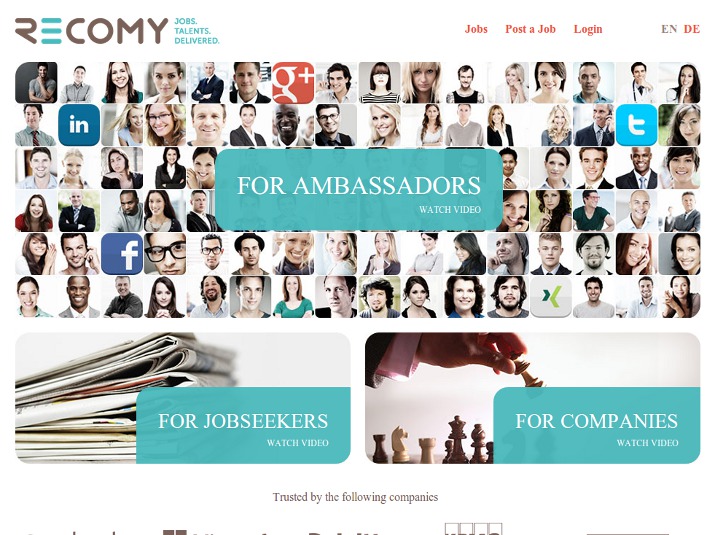 RECOMY
JOBS.
TALENTS.
DELIVERED.
Jobs Post a Job Login EN DE
g+
in
FOR AMBASSADORS
WATCH VIDEO
f
FOR JOBSEEKERS
WATCH VIDEO
FOR COMPANIES
WATCH VIDEO
Trusted by the following companies